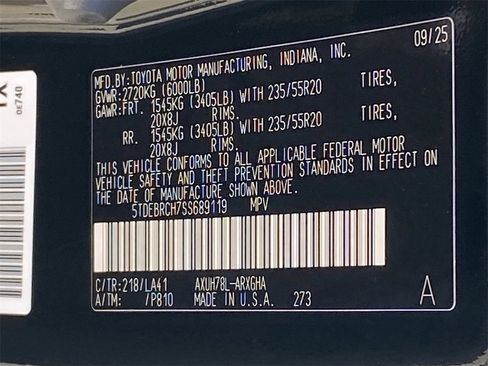 09/25
MFD.BY:TOYOTA MOTOR MANUFACTURING, INDIANA, INC.
GVWR:2720KG (6000LB)
GAWR:FRT. 1545KG (3405LB) WITH 235/55R20 TIRES,
20X8J RIMS.
RR. 1545KG (3405LB) WITH 235/55R20 TIRES,
20X8J RIMS.
THIS VEHICLE CONFORMS TO ALL APPLICABLE FEDERAL MOTOR
VEHICLE SAFETY AND THEFT PREVENTION STANDARDS IN EFFECT ON
THE DATE OF MANUFACTURE SHOWN ABOVE.
5TDEBRCH7SS689119 MPV
C/TR:218/LA41 AXUH78L-ARXGHA
A/TM: /P810 MADE IN U.S.A. 273 A
0E740